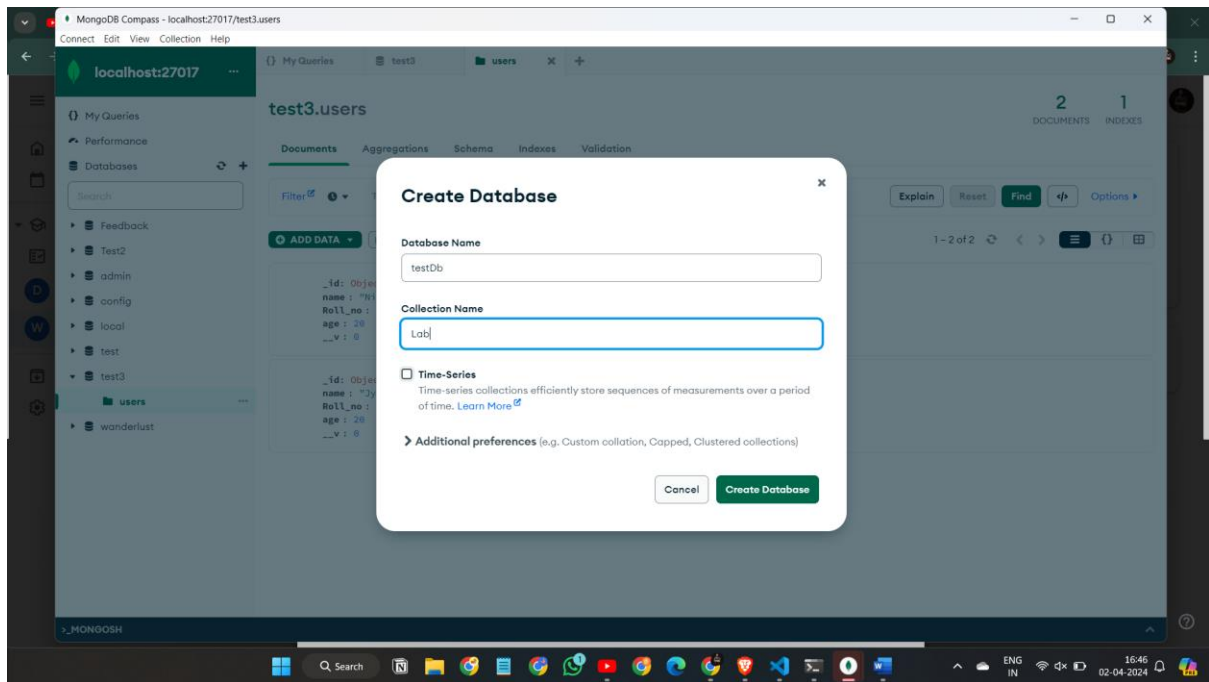 MongoDB Compass - localhost:27017/test3.users
Connect Edit View Collection Help
localhost:27017 ...
{} My Queries test3 users
My Queries
Performance
Databases
Search
Feedback
Test2
admin
config
local
test
test3
users
wanderlust
>_MONGOSH
test3.users
2 DOCUMENTS 1 INDEXES
Documents Aggregations Schema Indexes Validation
Filter Explain Reset Find </> Options
ADD DATA 1 – 2 of 2 {}
_id: Objec
name : "Ni
Roll_no :
age : 20
__v : 0
_id: Objec
name : "Jy
Roll_no :
age : 20
__v : 0
Create Database
Database Name
testDb
Collection Name
Lab
Time-Series
Time-series collections efficiently store sequences of measurements over a period
of time. Learn More
Additional preferences (e.g. Custom collation, Capped, Clustered collections)
Cancel Create Database
Search
1
ENG
IN
16:46
02-04-2024